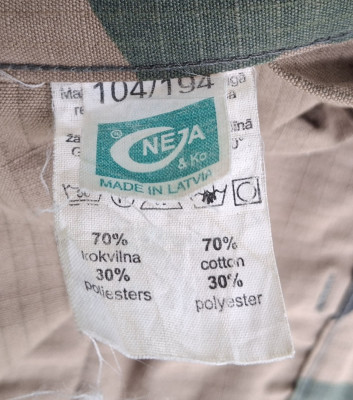 104/194
®
NEJA
& Ko
MADE IN LATVIA
70%
kokvilna
30%
poliesters
70%
cotton
30%
polyester